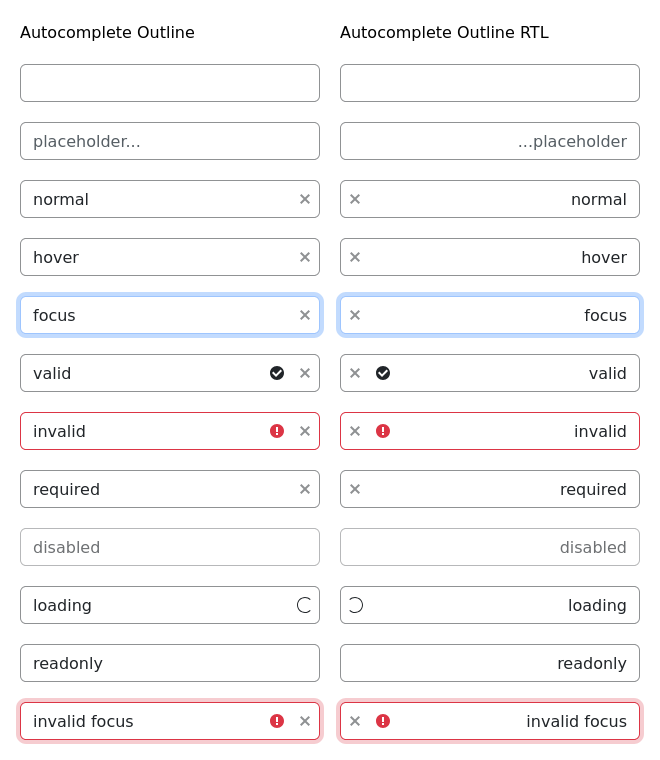 Autocomplete Outline
Autocomplete Outline RTL
placeholder...
...placeholder
normal
normal
hover
hover
focus
focus
valid
valid
invalid
invalid
required
required
disabled
disabled
loading
loading
readonly
readonly
invalid focus
invalid focus